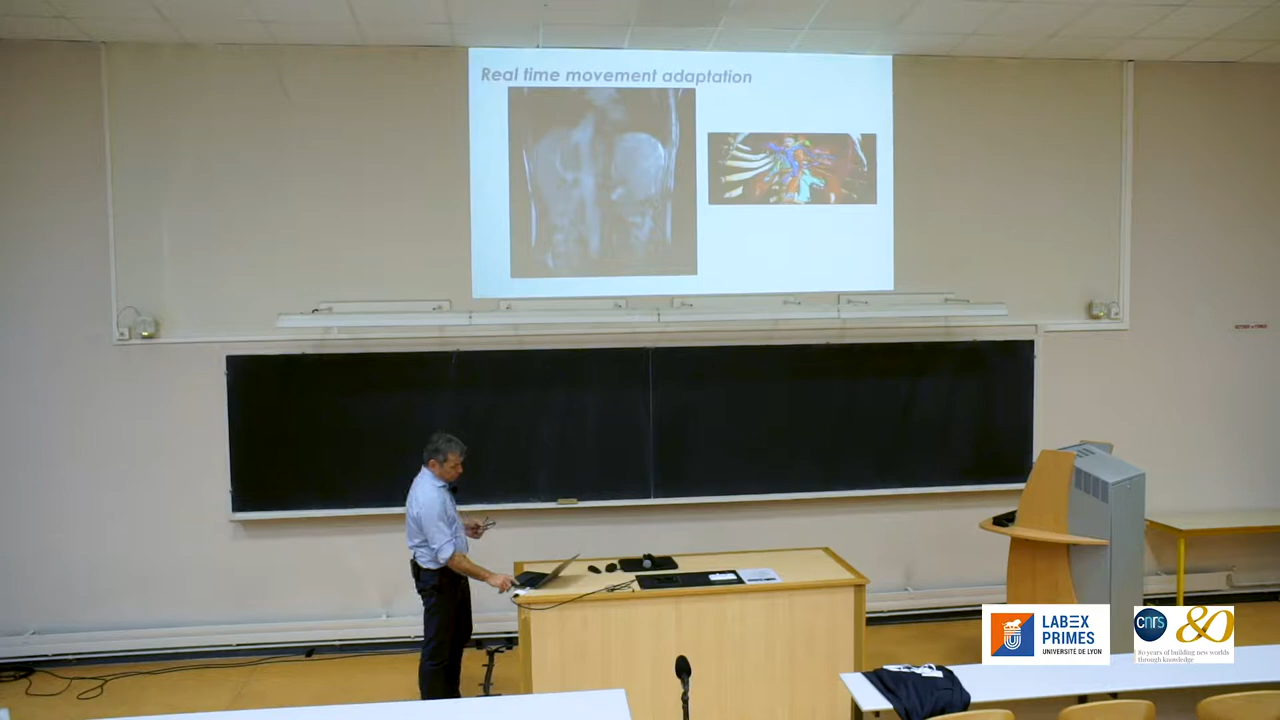 Real time movement adaptation
LABEX
PRIMES
UNIVERSITÉ DE LYON
cnrs
80
80 years of building new worlds
through knowledge